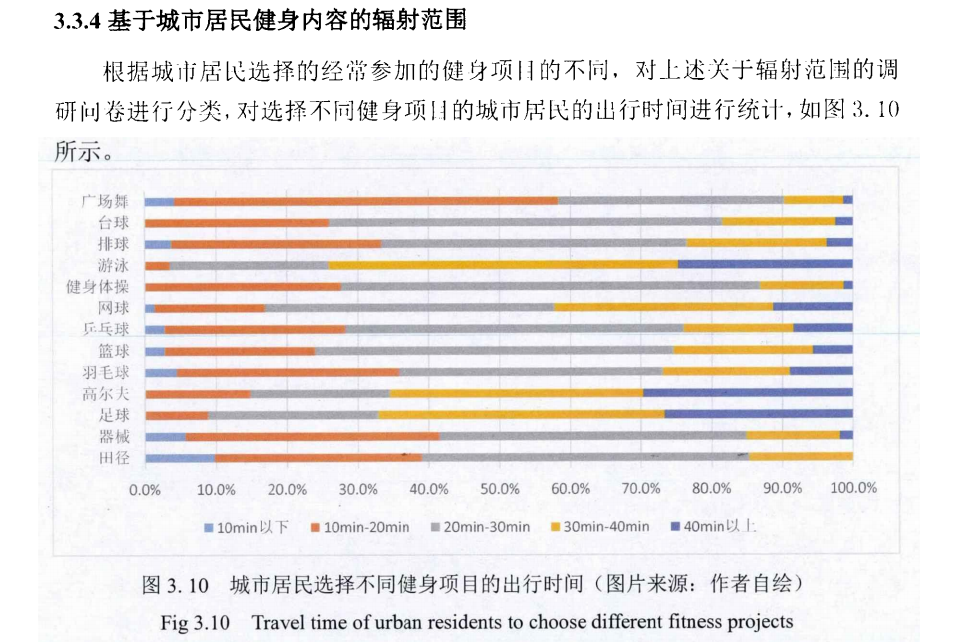 3.3.4 基于城市居民健身内容的辐射范围
根据城市居民选择的经常参加的健身项目的不同，对上述关于辐射范围的调
研问卷进行分类，对选择不同健身项目的城市居民的出行时间进行统计，如图 3.10
所示。
广场舞
台球
排球
游泳
健身体操
网球
乒乓球
篮球
羽毛球
高尔夫
足球
器械
田径
0.0% 10.0% 20.0% 30.0% 40.0% 50.0% 60.0% 70.0% 80.0% 90.0% 100.0%
10min以下 10min-20min 20min-30min 30min-40min 40min以上
图 3.10 城市居民选择不同健身项目的出行时间（图片来源：作者自绘）
Fig 3.10 Travel time of urban residents to choose different fitness projects